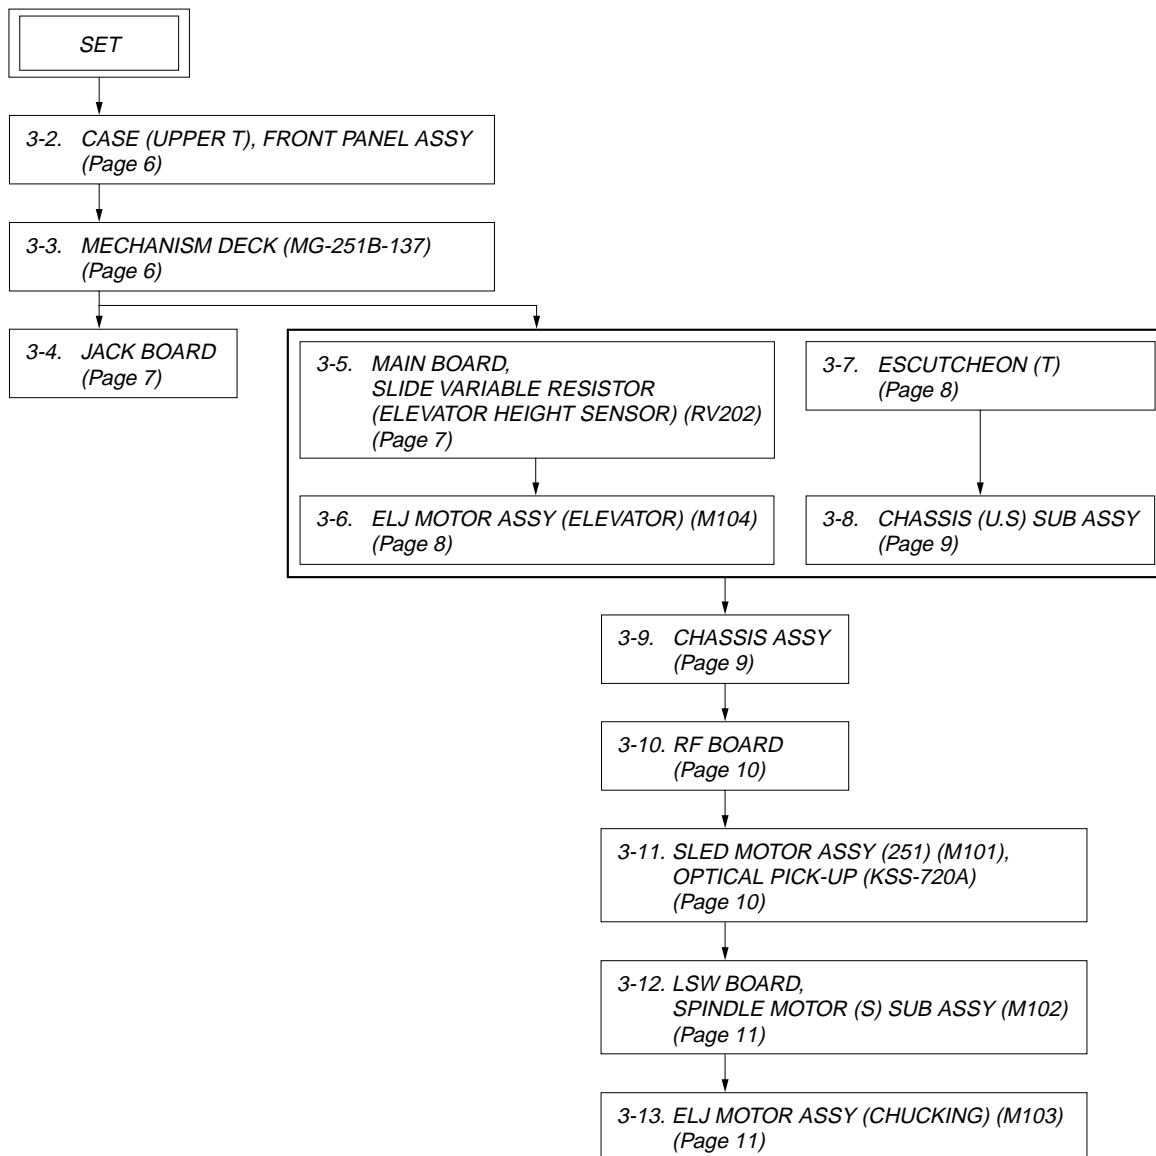 SET
3-2. CASE (UPPER T), FRONT PANEL ASSY
(Page 6)
3-3. MECHANISM DECK (MG-251B-137)
(Page 6)
3-4. JACK BOARD
(Page 7)
3-5. MAIN BOARD,
SLIDE VARIABLE RESISTOR
(ELEVATOR HEIGHT SENSOR) (RV202)
(Page 7)
3-7. ESCUTCHEON (T)
(Page 8)
3-6. ELJ MOTOR ASSY (ELEVATOR) (M104)
(Page 8)
3-8. CHASSIS (U.S) SUB ASSY
(Page 9)
3-9. CHASSIS ASSY
(Page 9)
3-10. RF BOARD
(Page 10)
3-11. SLED MOTOR ASSY (251) (M101),
OPTICAL PICK-UP (KSS-720A)
(Page 10)
3-12. LSW BOARD,
SPINDLE MOTOR (S) SUB ASSY (M102)
(Page 11)
3-13. ELJ MOTOR ASSY (CHUCKING) (M103)
(Page 11)